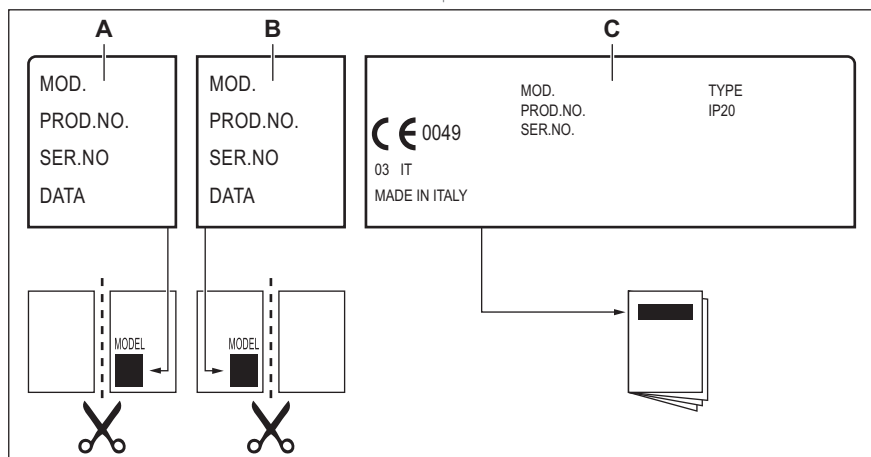 A
B
C
MOD.
PROD.NO.
SER.NO
DATA
MOD.
PROD.NO.
SER.NO
DATA
MOD.
PROD.NO.
SER.NO.
TYPE
IP20
CE 0049
03 IT
MADE IN ITALY
MODEL
MODEL